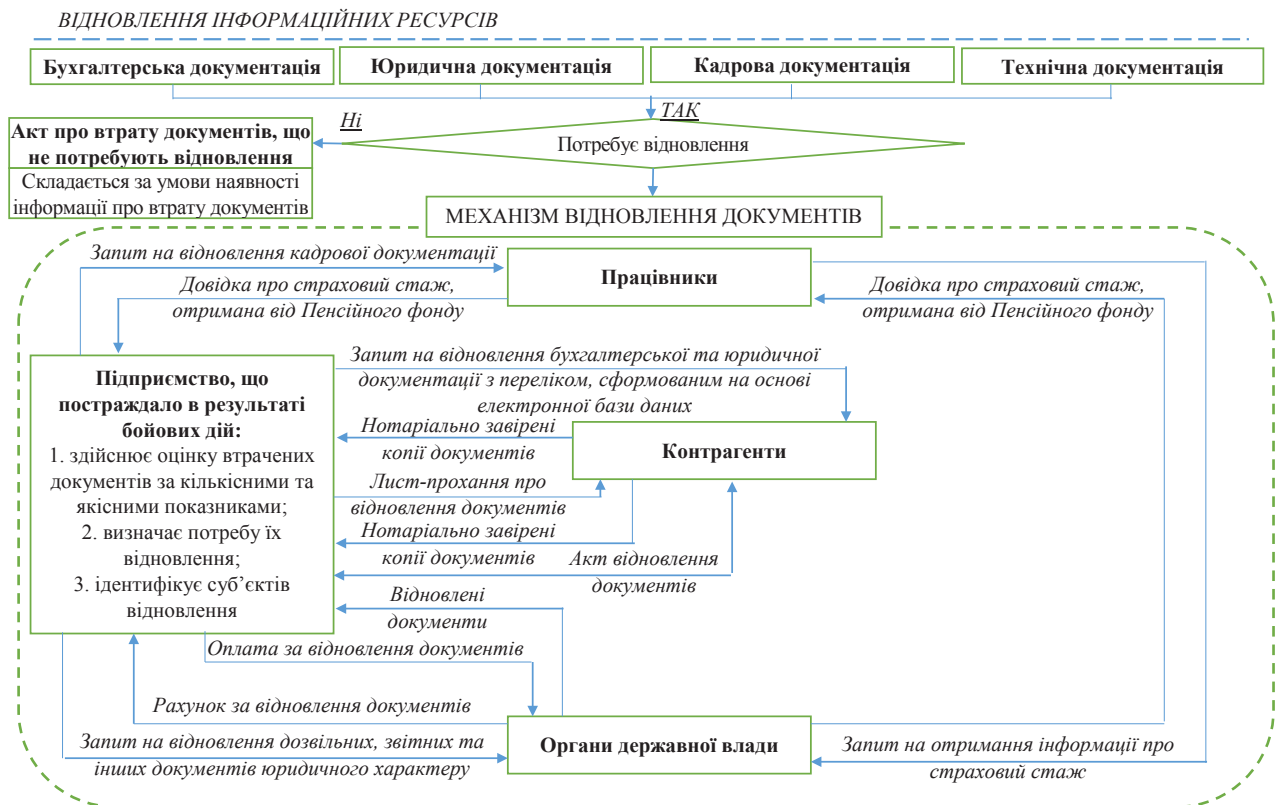 ВІДНОВЛЕННЯ ІНФОРМАЦІЙНИХ РЕСУРСІВ
Бухгалтерська документація
Юридична документація
Кадрова документація
Технічна документація
Ні
ТАК
Акт про втрату документів, що
не потребують відновлення
Складається за умови наявності
інформації про втрату документів
Потребує відновлення
МЕХАНІЗМ ВІДНОВЛЕННЯ ДОКУМЕНТІВ
Запит на відновлення кадрової документації
Працівники
Довідка про страховий стаж,
отримана від Пенсійного фонду
Довідка про страховий стаж,
отримана від Пенсійного фонду
Підприємство, що
постраждало в результаті
бойових дій:
1. здійснює оцінку втрачених
документів за кількісними та
якісними показниками;
2. визначає потребу їх
відновлення;
3. ідентифікує суб’єктів
відновлення
Запит на відновлення бухгалтерської та юридичної
документації з переліком, сформованим на основі
електронної бази даних
Нотаріально завірені
копії документів
Контрагенти
Лист-прохання про
відновлення документів
Нотаріально завірені
копії документів
Акт відновлення
документів
Відновлені
документи
Оплата за відновлення документів
Рахунок за відновлення документів
Органи державної влади
Запит на відновлення дозвільних, звітних та
інших документів юридичного характеру
Запит на отримання інформації про
страховий стаж